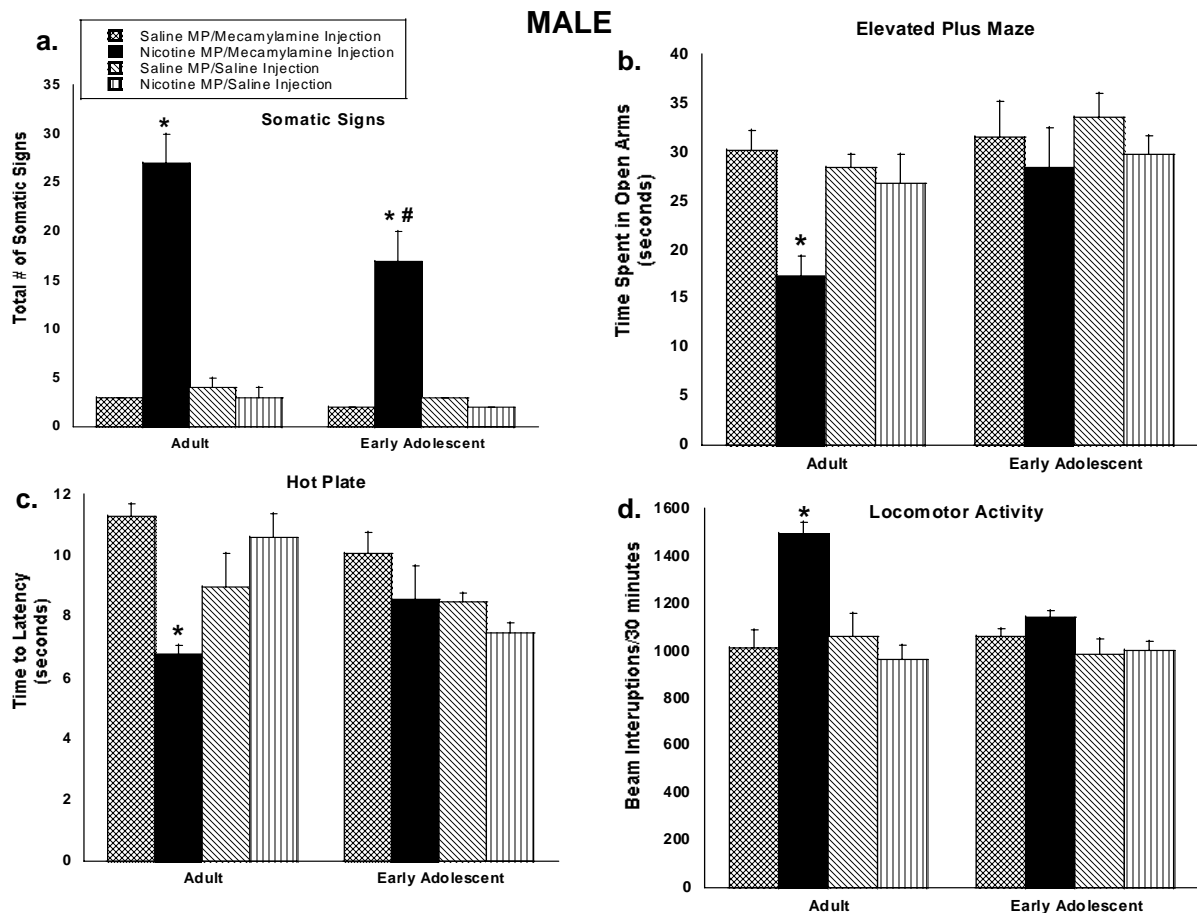 MALE
a.
Saline MP/Mecamylamine Injection
Nicotine MP/Mecamylamine Injection
Saline MP/Saline Injection
Nicotine MP/Saline Injection
Somatic Signs
Total # of Somatic Signs
35
30
25
20
15
10
5
0
*
* #
Adult
Early Adolescent
b.
Elevated Plus Maze
Time Spent in Open Arms
(seconds)
40
35
30
25
20
15
10
5
0
*
Adult
Early Adolescent
c.
Hot Plate
Time to Latency
(seconds)
12
10
8
6
4
2
0
*
Adult
Early Adolescent
d.
Locomotor Activity
Beam Interuptions/30 minutes
1600
1400
1200
1000
800
600
400
200
0
*
Adult
Early Adolescent